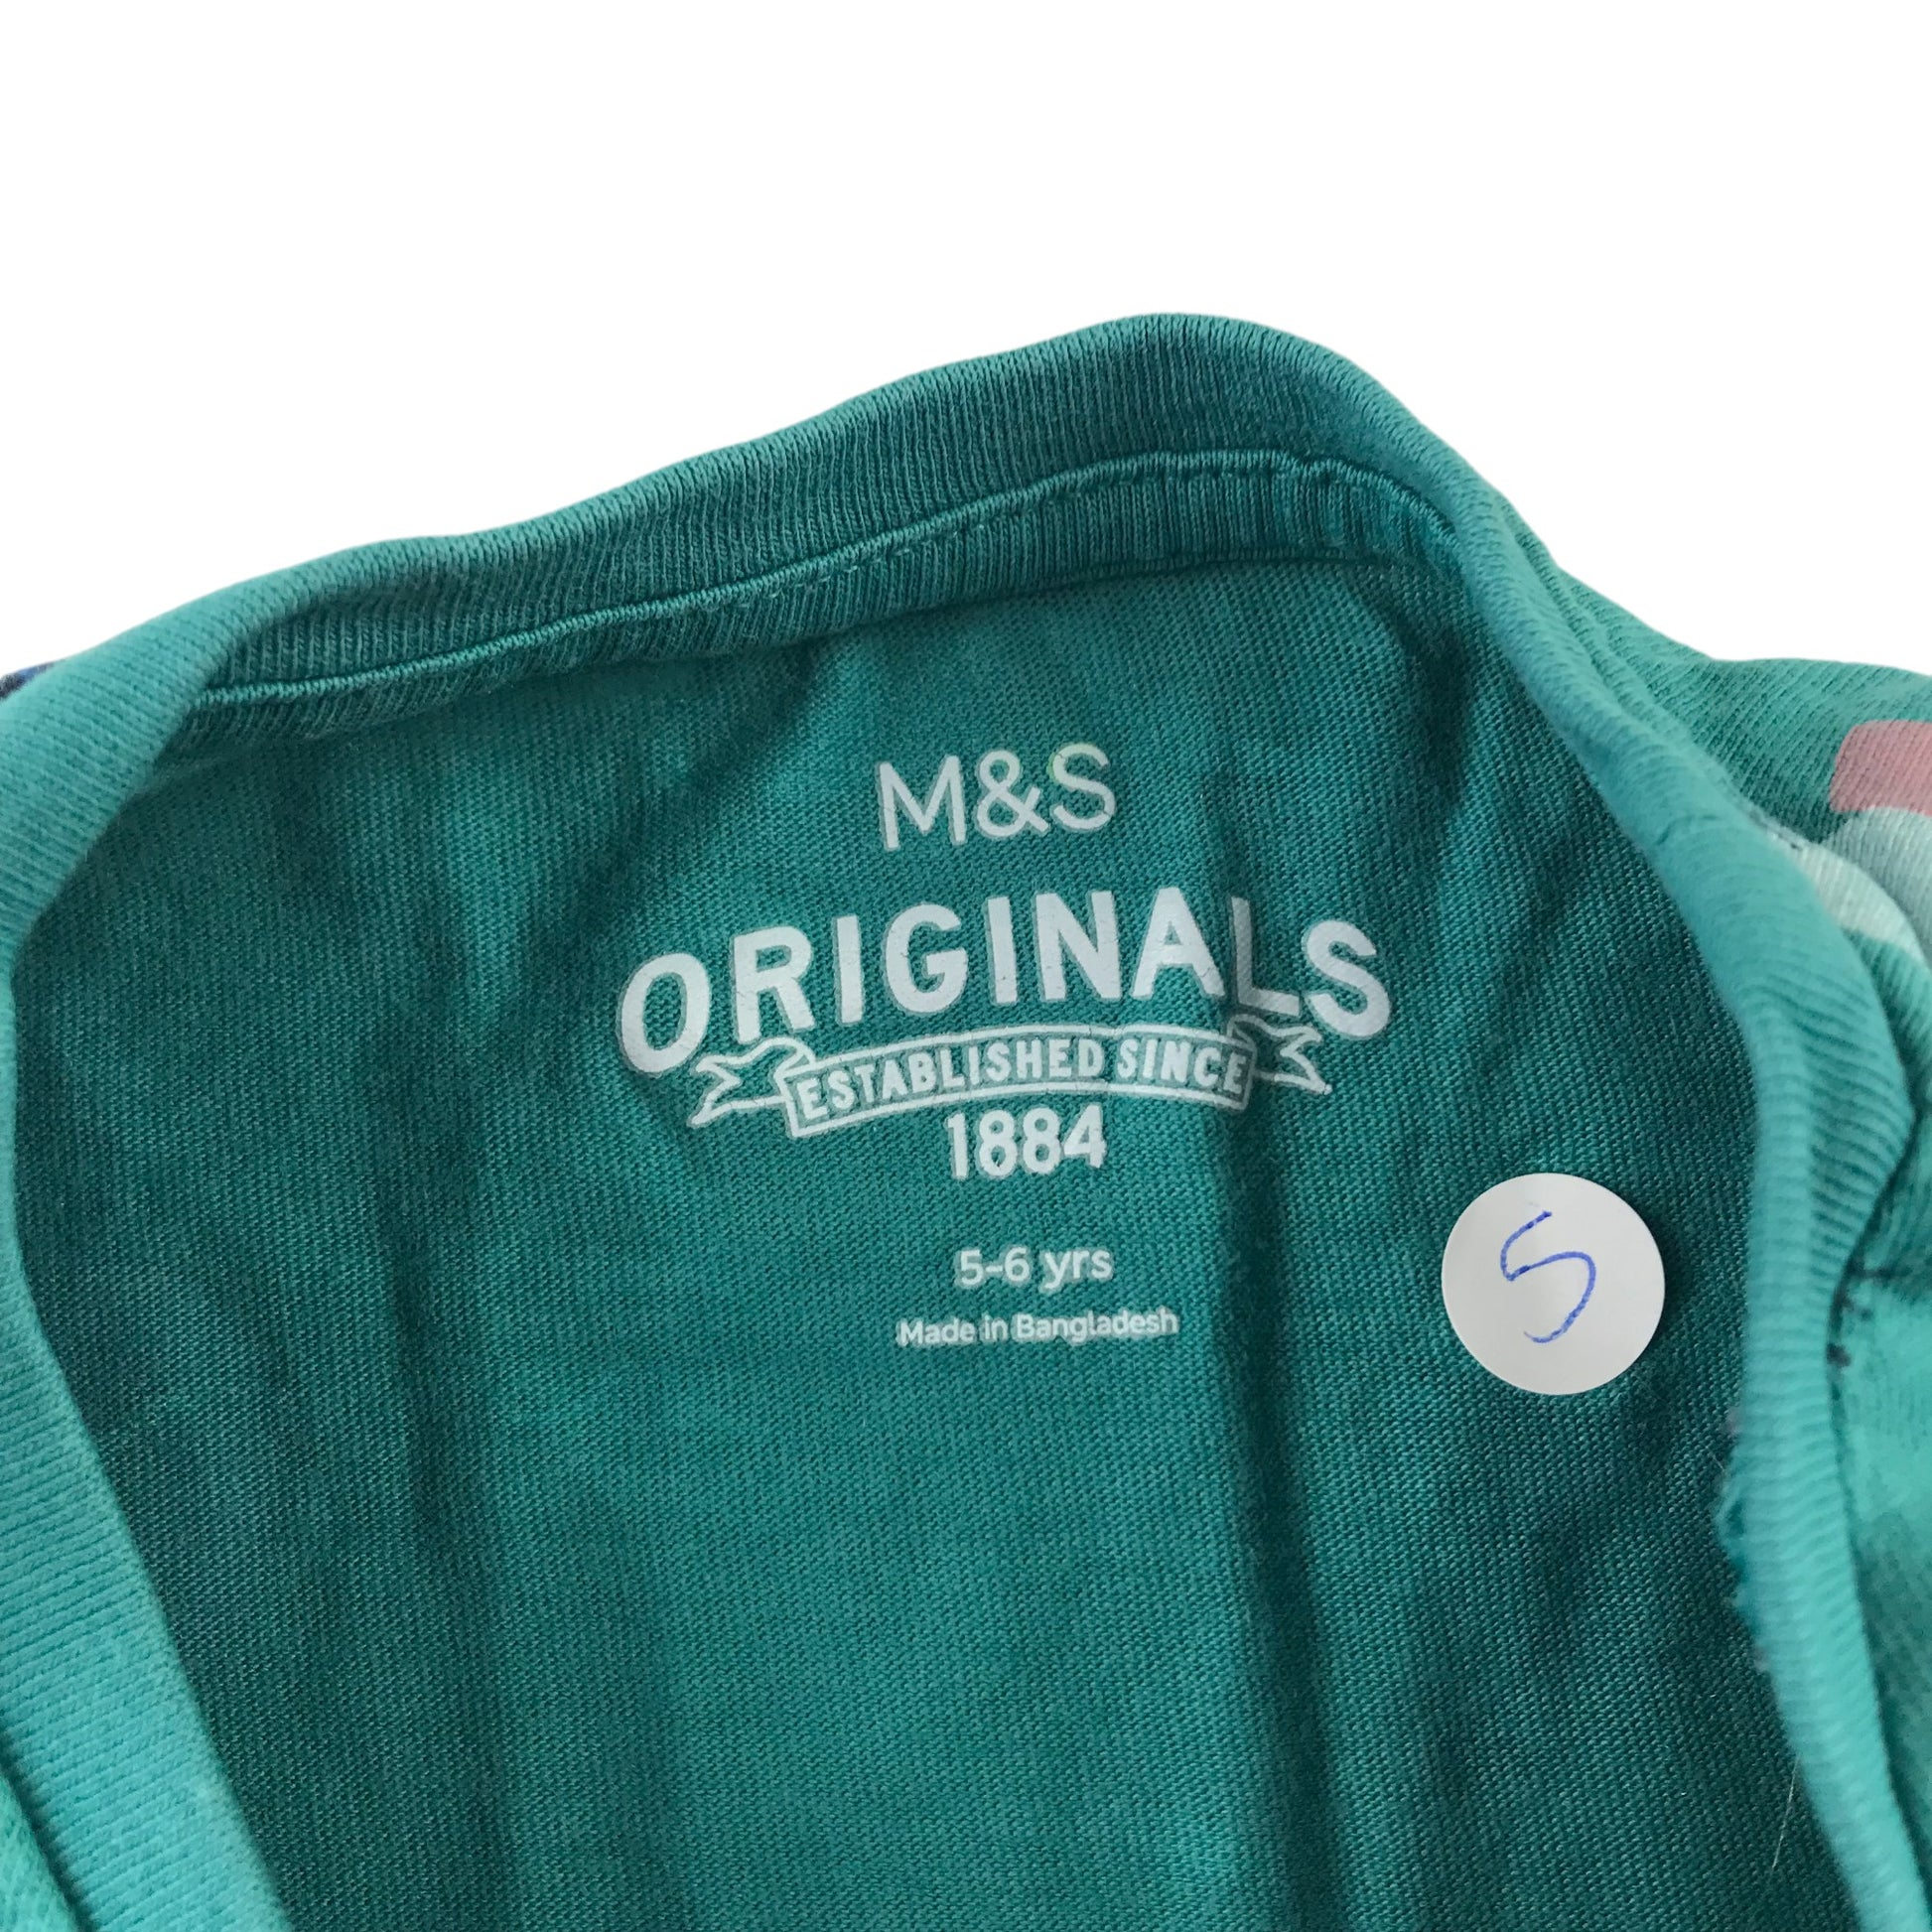 M&S
ORIGINALS
ESTABLISHED SINCE
1884
5-6 yrs
Made in Bangladesh
5